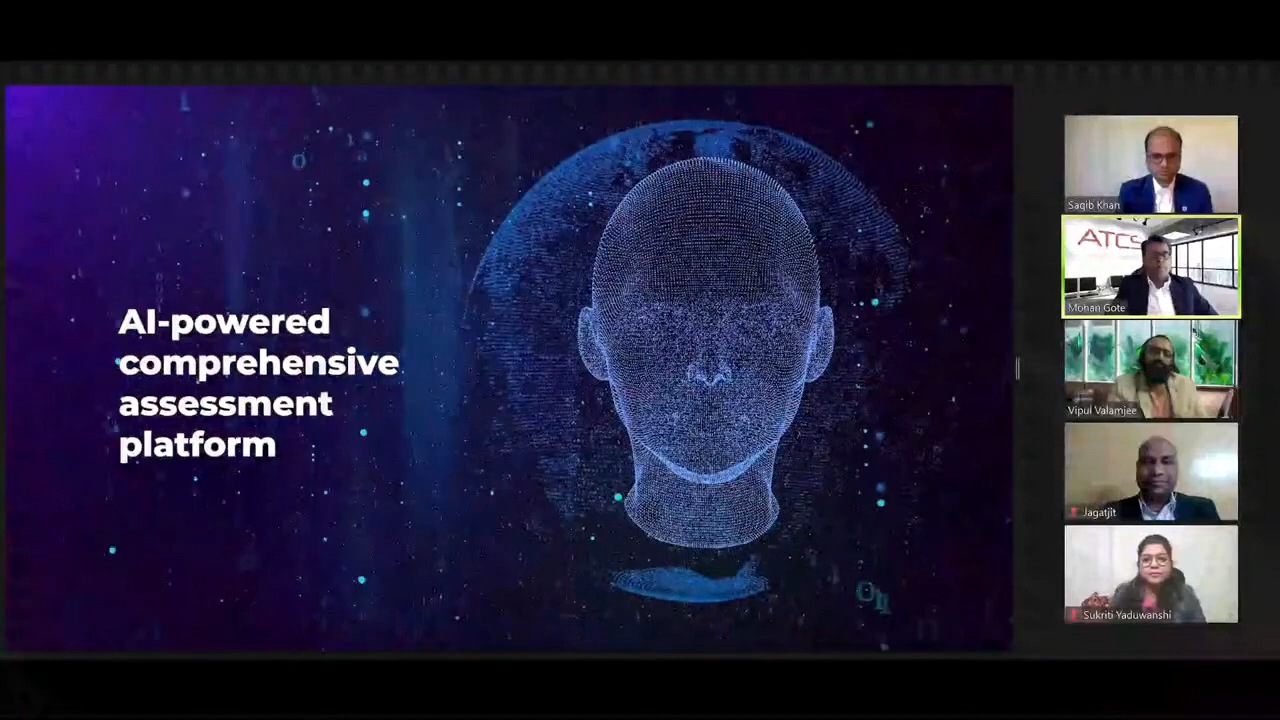 AI-powered
comprehensive
assessment
platform
Saqib Khan
ATCS
Mohan Gote
Vipul Valamjee
Jagatjit
Sukriti Yaduwanshi